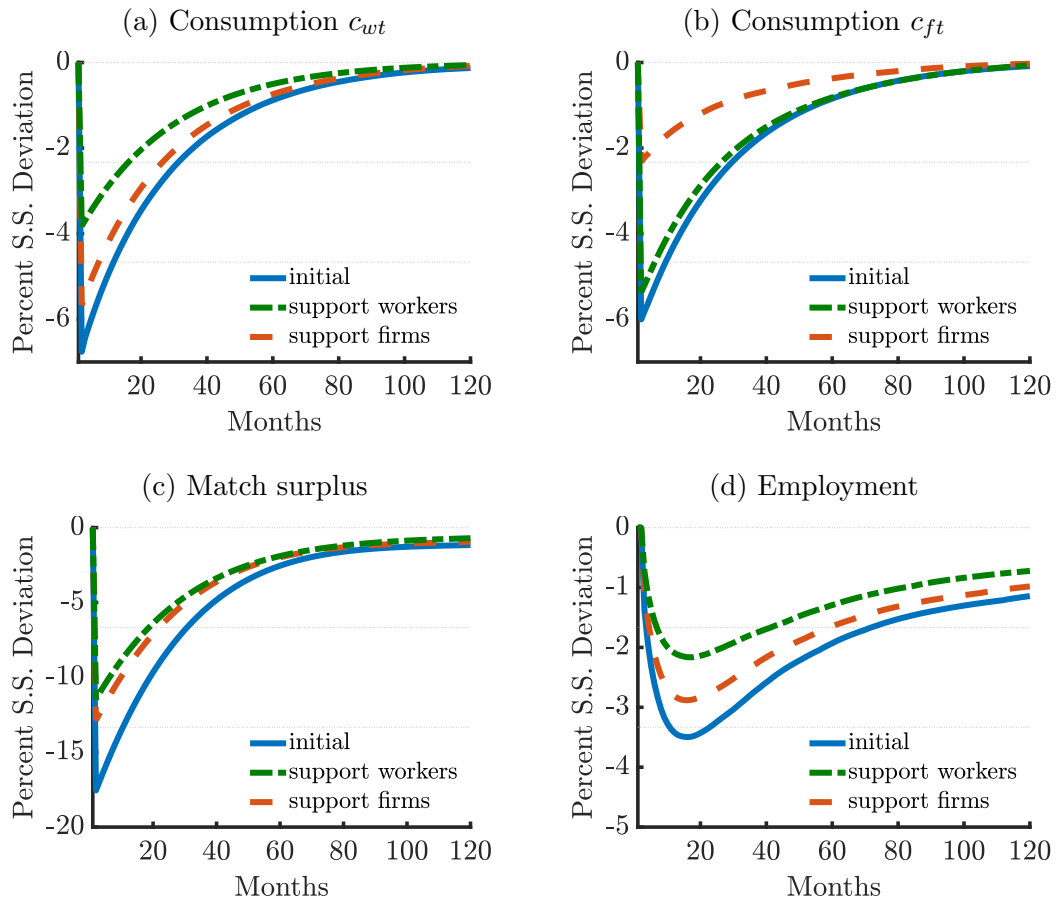 (a) Consumption c_wt
Percent S.S. Deviation
0
-2
-4
-6
initial
support workers
support firms
20 40 60 80 100 120
Months
(b) Consumption c_ft
Percent S.S. Deviation
0
-2
-4
-6
initial
support workers
support firms
20 40 60 80 100 120
Months
(c) Match surplus
Percent S.S. Deviation
0
-5
-10
-15
-20
initial
support workers
support firms
20 40 60 80 100 120
Months
(d) Employment
Percent S.S. Deviation
0
-1
-2
-3
-4
-5
initial
support workers
support firms
20 40 60 80 100 120
Months